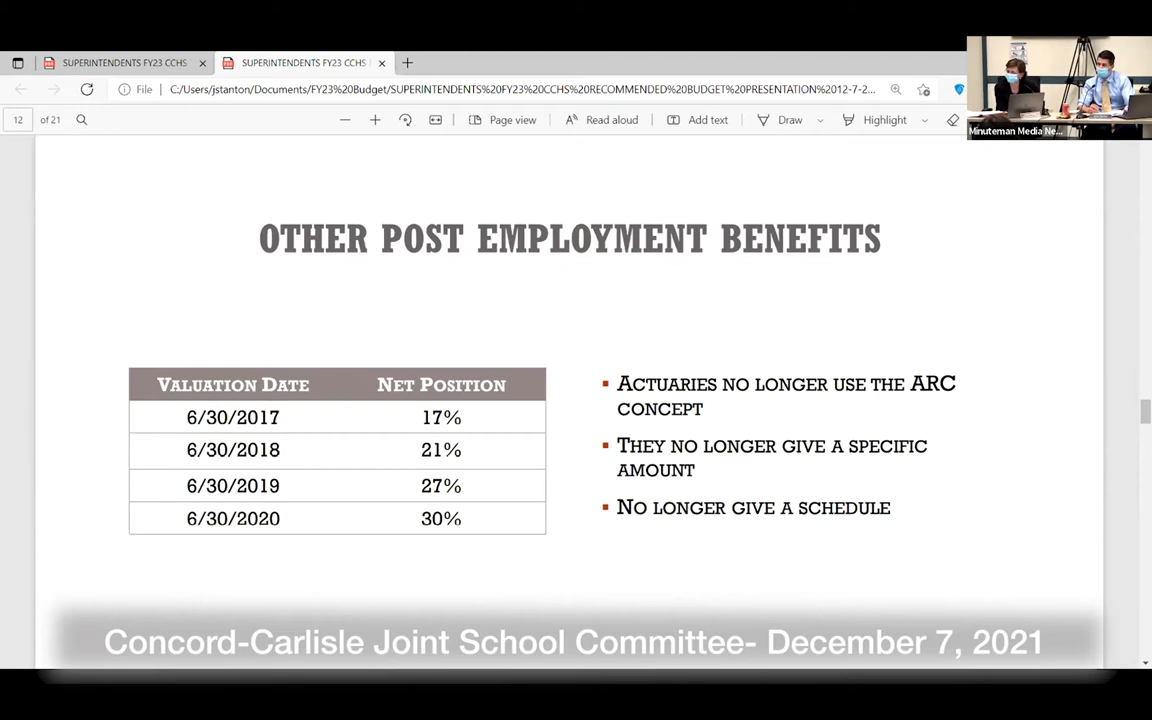 SUPERINTENDENTS FY23 CCHS
SUPERINTENDENTS FY23 CCHS
File
C:/Users/jstanton/Documents/FY23%20Budget/SUPERINTENDENTS%20FY23%20CCHS%20RECOMMENDED%20BUDGET%20PRESENTATION%2012-7-2...
12 of 21
Page view
Read aloud
Add text
Draw
Highlight
Minuteman Media Ne...
OTHER POST EMPLOYMENT BENEFITS
VALUATION DATE NET POSITION
6/30/2017 17%
6/30/2018 21%
6/30/2019 27%
6/30/2020 30%
▪ ACTUARIES NO LONGER USE THE ARC
CONCEPT
▪ THEY NO LONGER GIVE A SPECIFIC
AMOUNT
▪ NO LONGER GIVE A SCHEDULE
Concord-Carlisle Joint School Committee- December 7, 2021